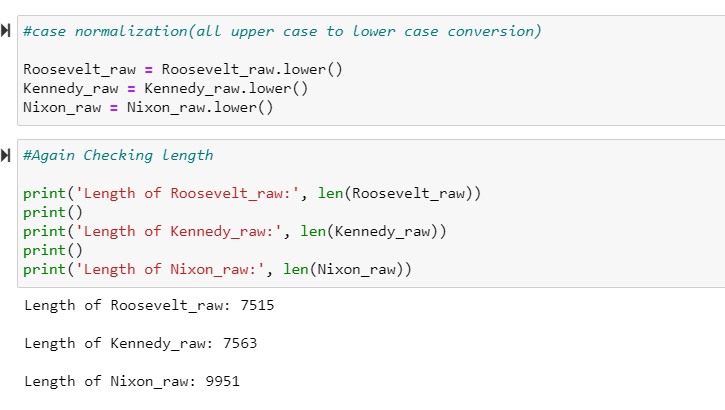 #case normalization(all upper case to lower case conversion)
Roosevelt_raw = Roosevelt_raw.lower()
Kennedy_raw = Kennedy_raw.lower()
Nixon_raw = Nixon_raw.lower()
#Again Checking length
print('Length of Roosevelt_raw:', len(Roosevelt_raw))
print()
print('Length of Kennedy_raw:', len(Kennedy_raw))
print()
print('Length of Nixon_raw:', len(Nixon_raw))
Length of Roosevelt_raw: 7515
Length of Kennedy_raw: 7563
Length of Nixon_raw: 9951